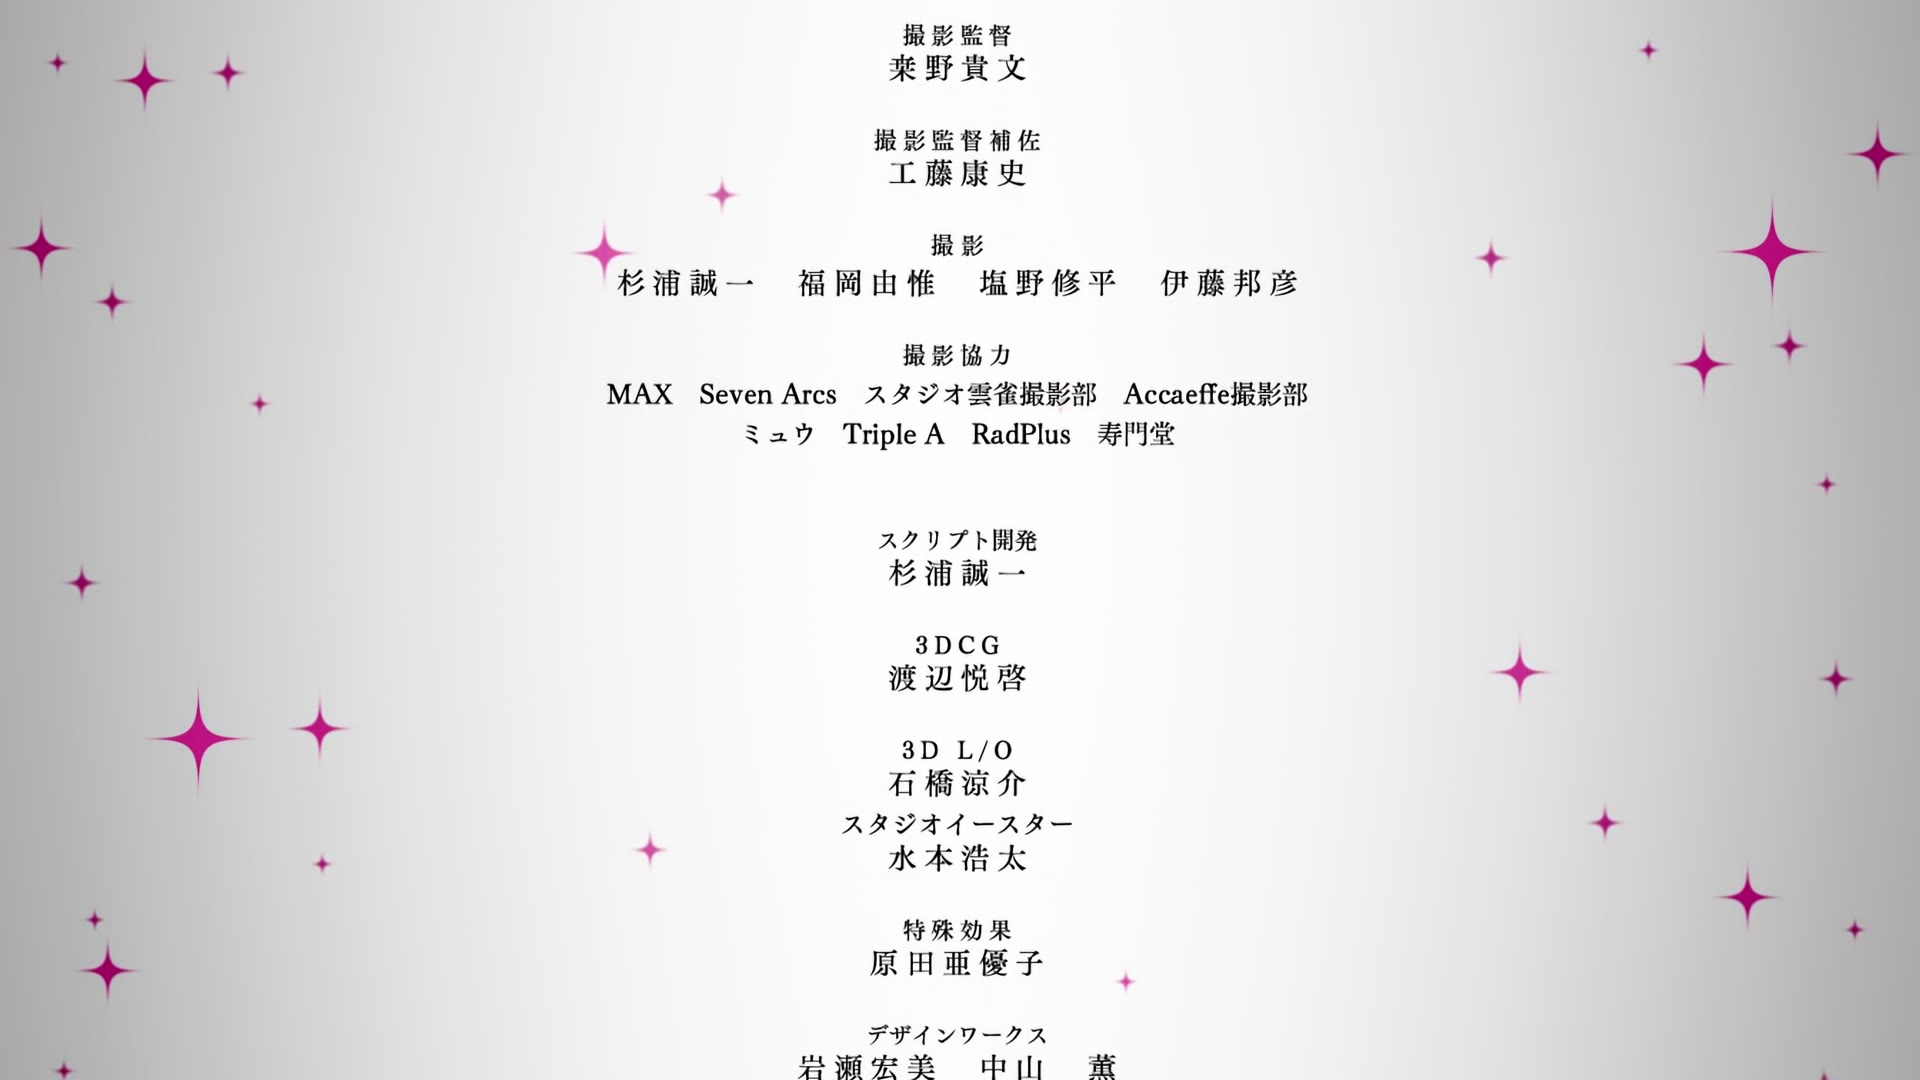 撮影監督
桒野貴文
撮影監督補佐
工藤康史
撮影
杉浦誠一　福岡由惟　塩野修平　伊藤邦彦
撮影協力
MAX　Seven Arcs　スタジオ雲雀撮影部　Accaeffe撮影部
ミュウ　Triple A　RadPlus　寿門堂
スクリプト開発
杉浦誠一
3DCG
渡辺悦啓
3D L/O
石橋涼介
スタジオイースター
水本浩太
特殊効果
原田亜優子
デザインワークス
岩瀬宏美　中山　薫